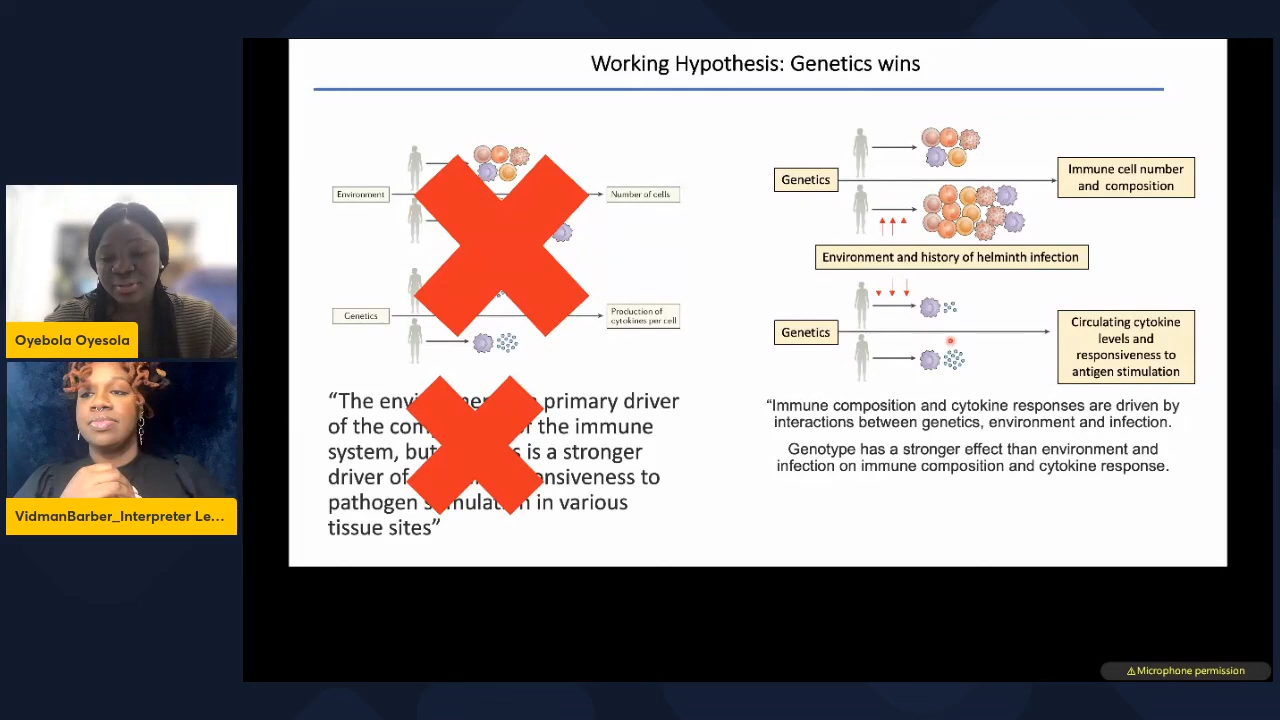 Working Hypothesis: Genetics wins
Environment
Number of cells
Genetics
Production of
cytokines per cell
"The primary driver
of the of the immune
system, is a stronger
driver of to
pathogen in various
tissue sites"
Genetics
Immune cell number
and composition
Environment and history of helminth infection
Genetics
Circulating cytokine
levels and
responsiveness to
antigen stimulation
"Immune composition and cytokine responses are driven by
interactions between genetics, environment and infection.
Genotype has a stronger effect than environment and
infection on immune composition and cytokine response.
Oyebola Oyesola
VidmanBarber_Interpreter Le...
⚠Microphone permission